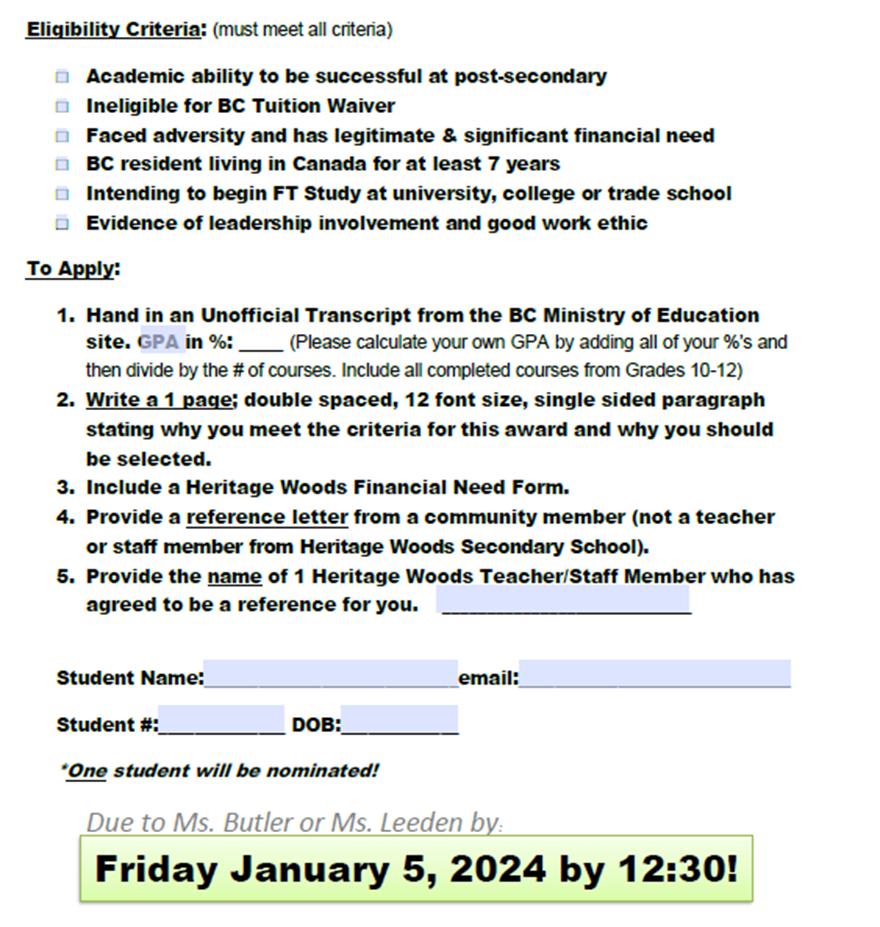 Eligibility Criteria: (must meet all criteria)
Academic ability to be successful at post-secondary
Ineligible for BC Tuition Waiver
Faced adversity and has legitimate & significant financial need
BC resident living in Canada for at least 7 years
Intending to begin FT Study at university, college or trade school
Evidence of leadership involvement and good work ethic
To Apply:
1. Hand in an Unofficial Transcript from the BC Ministry of Education
site. GPA in %: ____ (Please calculate your own GPA by adding all of your %'s and
then divide by the # of courses. Include all completed courses from Grades 10-12)
2. Write a 1 page; double spaced, 12 font size, single sided paragraph
stating why you meet the criteria for this award and why you should
be selected.
3. Include a Heritage Woods Financial Need Form.
4. Provide a reference letter from a community member (not a teacher
or staff member from Heritage Woods Secondary School).
5. Provide the name of 1 Heritage Woods Teacher/Staff Member who has
agreed to be a reference for you. ______________________
Student Name:______________________email:______________________
Student #:___________ DOB:__________
*One student will be nominated!
Due to Ms. Butler or Ms. Leeden by:
Friday January 5, 2024 by 12:30!